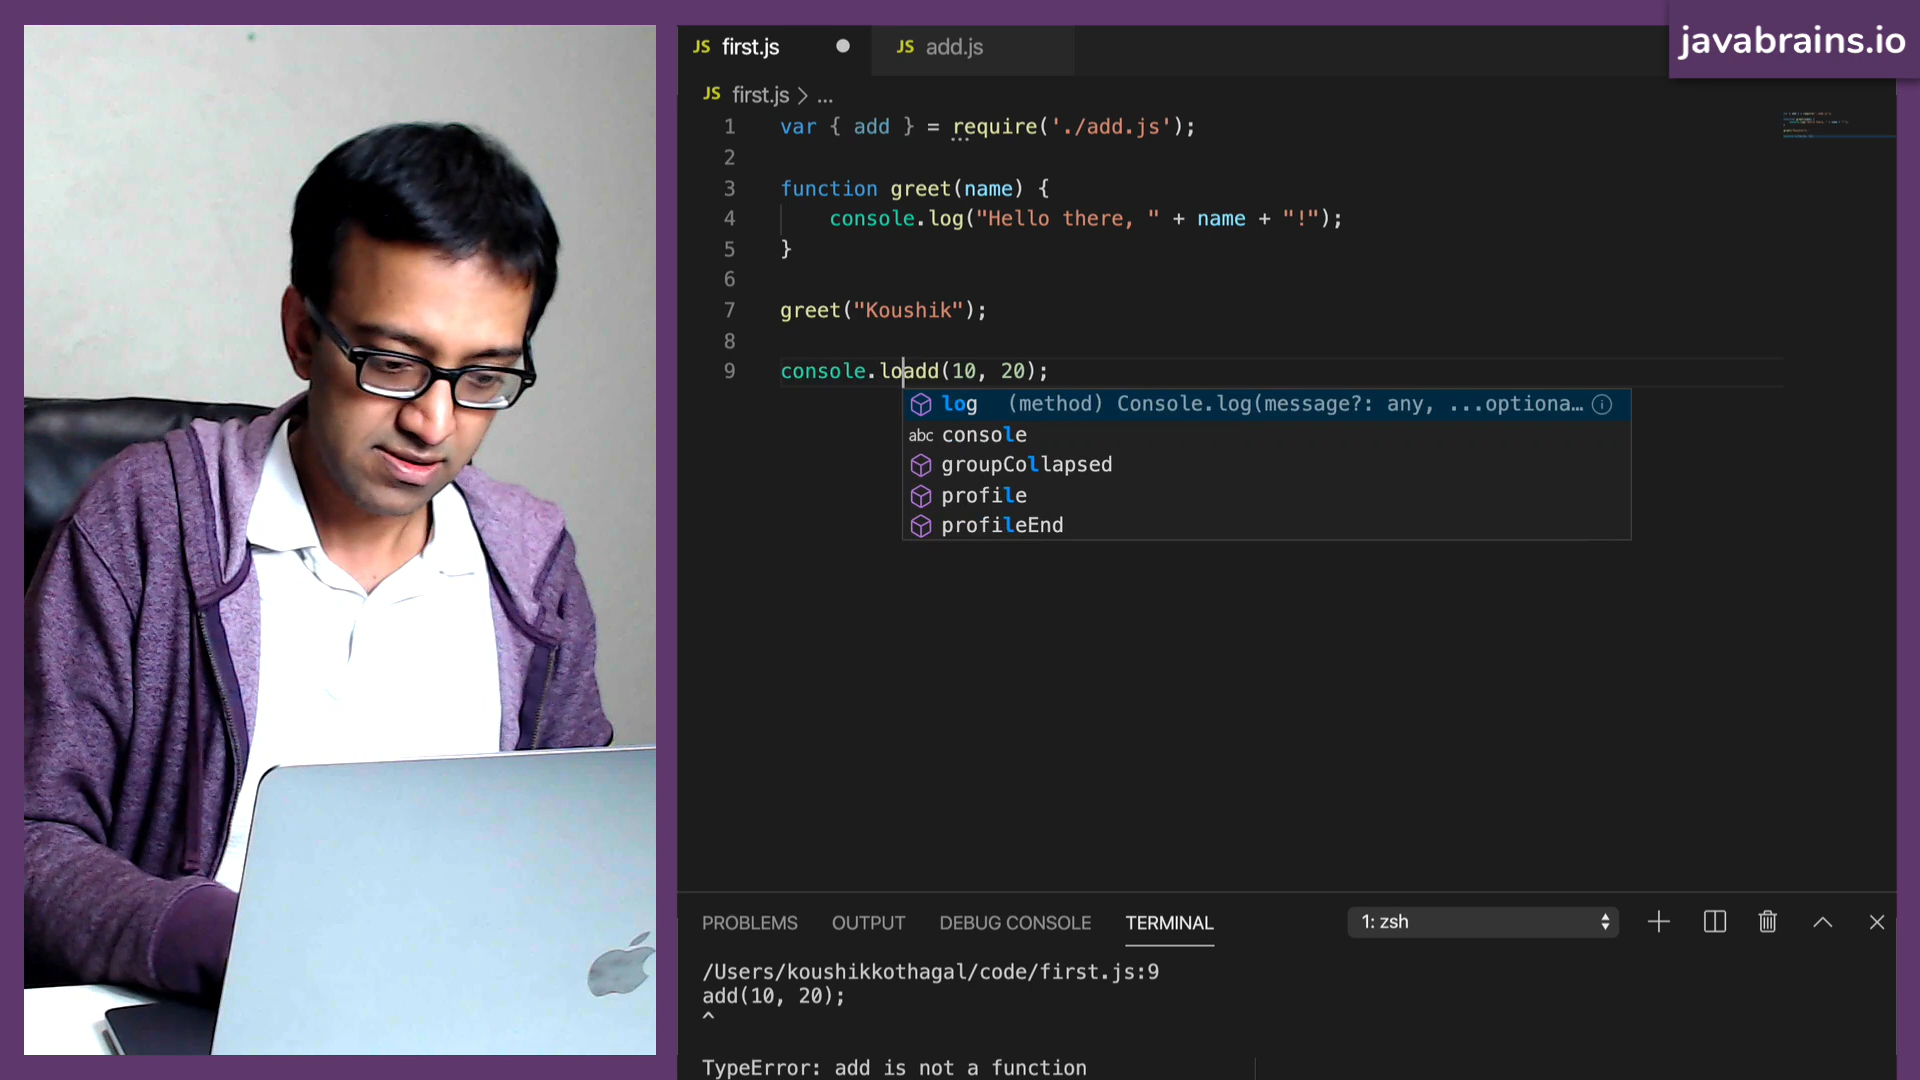 javabrains.io
JS first.js
JS add.js
JS first.js > ...
1 var { add } = require('./add.js');
2
3 function greet(name) {
4 console.log("Hello there, " + name + "!");
5 }
6
7 greet("Koushik");
8
9 console.loadd(10, 20);
log (method) Console.log(message?: any, ...optiona...
abc console
groupCollapsed
profile
profileEnd
PROBLEMS OUTPUT DEBUG CONSOLE TERMINAL 1: zsh
/Users/koushikkothagal/code/first.js:9
add(10, 20);
^
TypeError: add is not a function